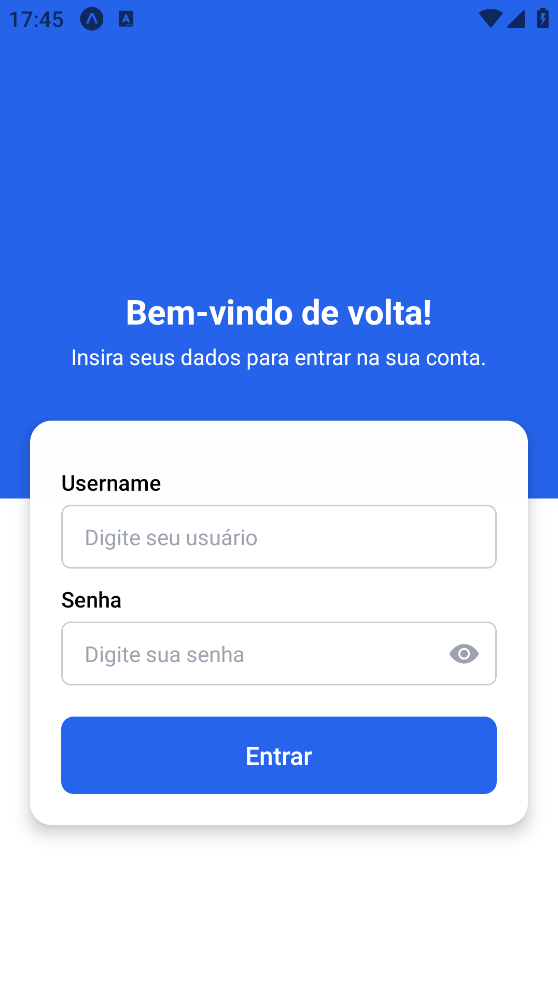 17:45
Bem-vindo de volta!
Insira seus dados para entrar na sua conta.
Username
Digite seu usuário
Senha
Digite sua senha
Entrar